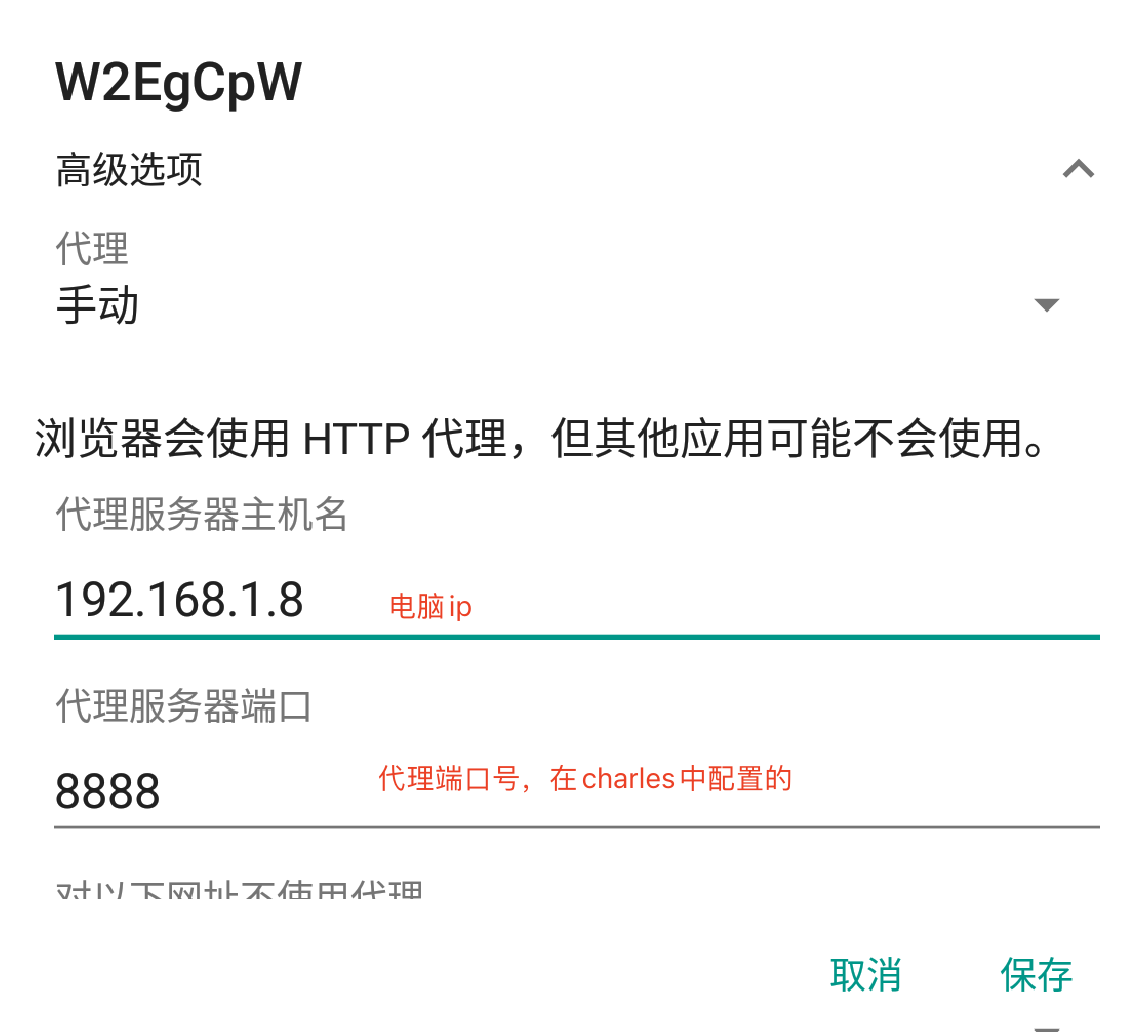 W2EgCpW
高级选项
代理
手动
浏览器会使用 HTTP 代理，但其他应用可能不会使用。
代理服务器主机名
192.168.1.8 电脑ip
代理服务器端口
8888 代理端口号，在charles中配置的
对以下网址不使用代理
取消 保存